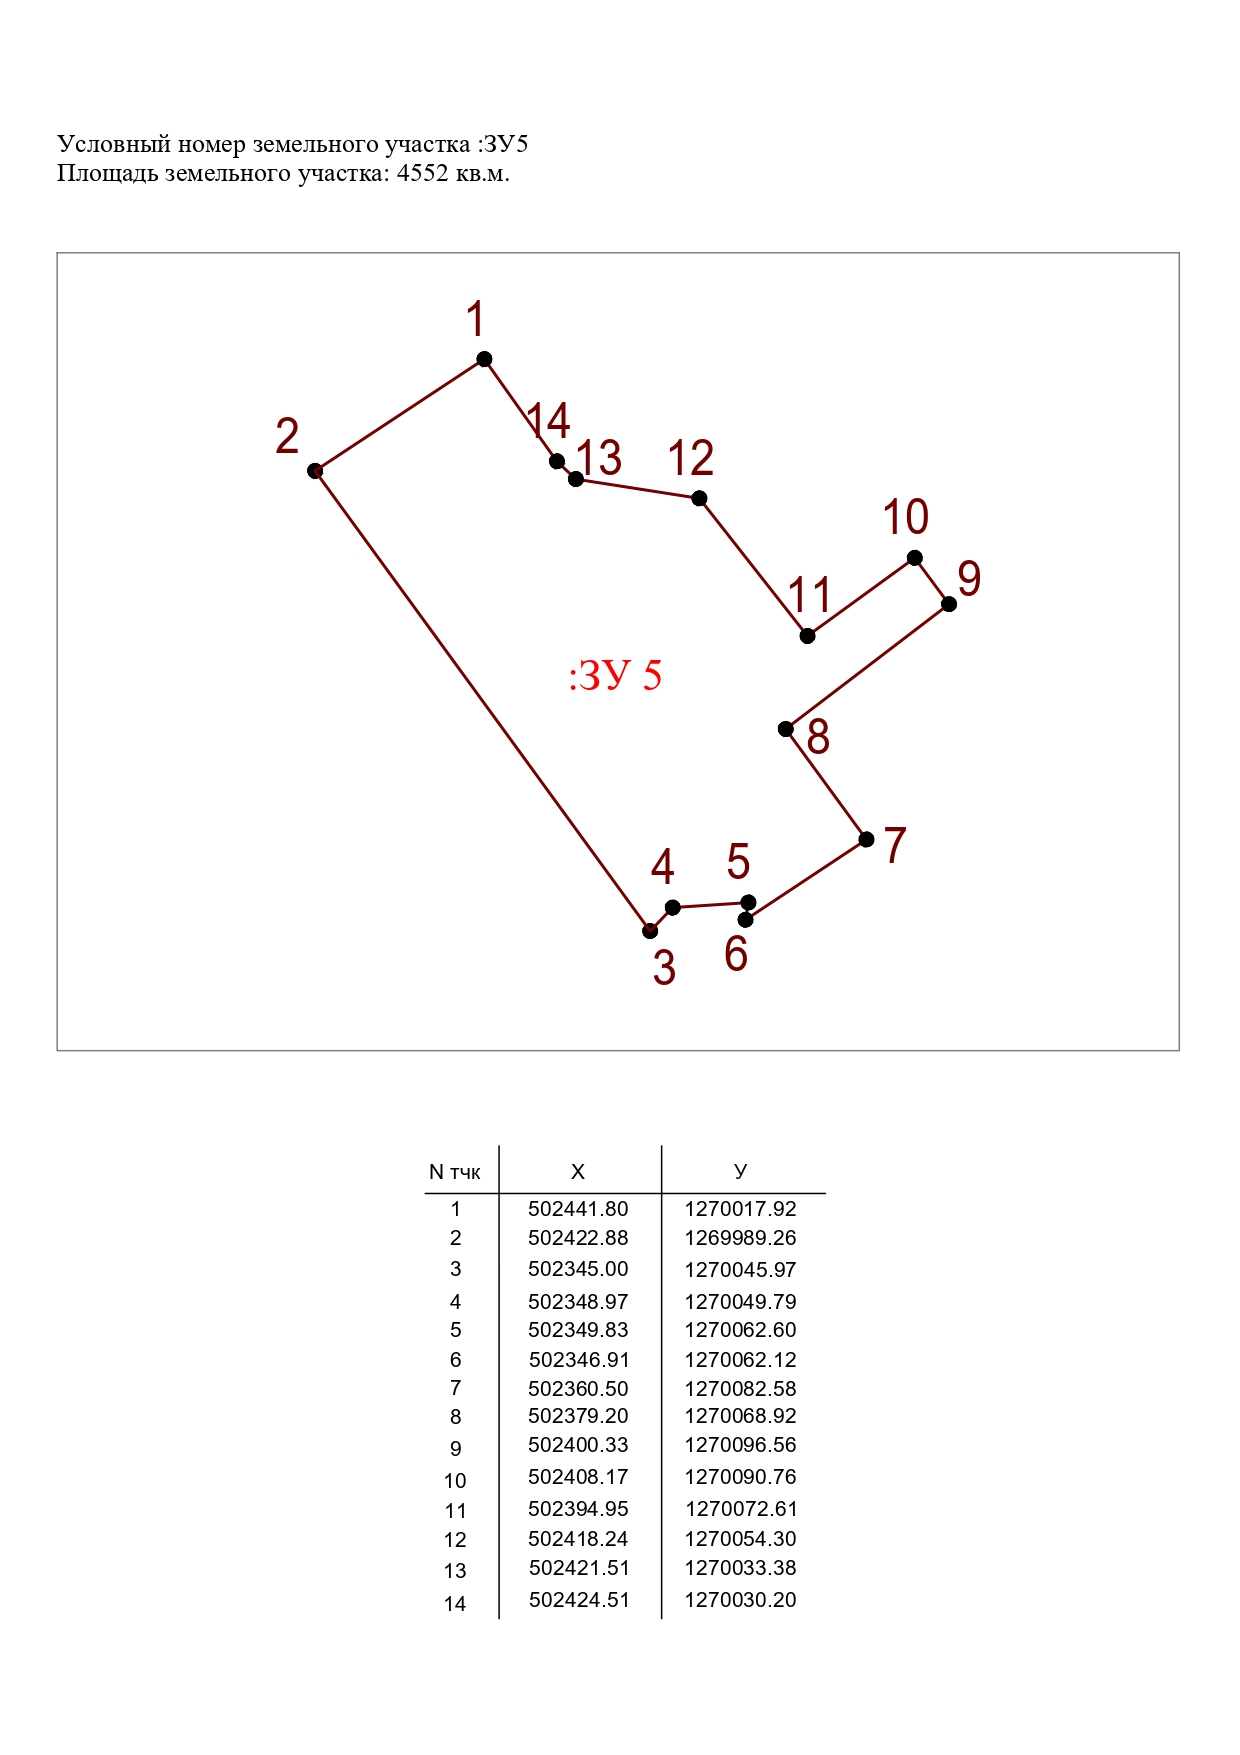 Условный номер земельного участка :ЗУ5
Площадь земельного участка: 4552 кв.м.
1
2
14
13
12
10
9
11
:ЗУ 5
8
7
5
4
6
3
N тчк X У
1 502441.80 1270017.92
2 502422.88 1269989.26
3 502345.00 1270045.97
4 502348.97 1270049.79
5 502349.83 1270062.60
6 502346.91 1270062.12
7 502360.50 1270082.58
8 502379.20 1270068.92
9 502400.33 1270096.56
10 502408.17 1270090.76
11 502394.95 1270072.61
12 502418.24 1270054.30
13 502421.51 1270033.38
14 502424.51 1270030.20